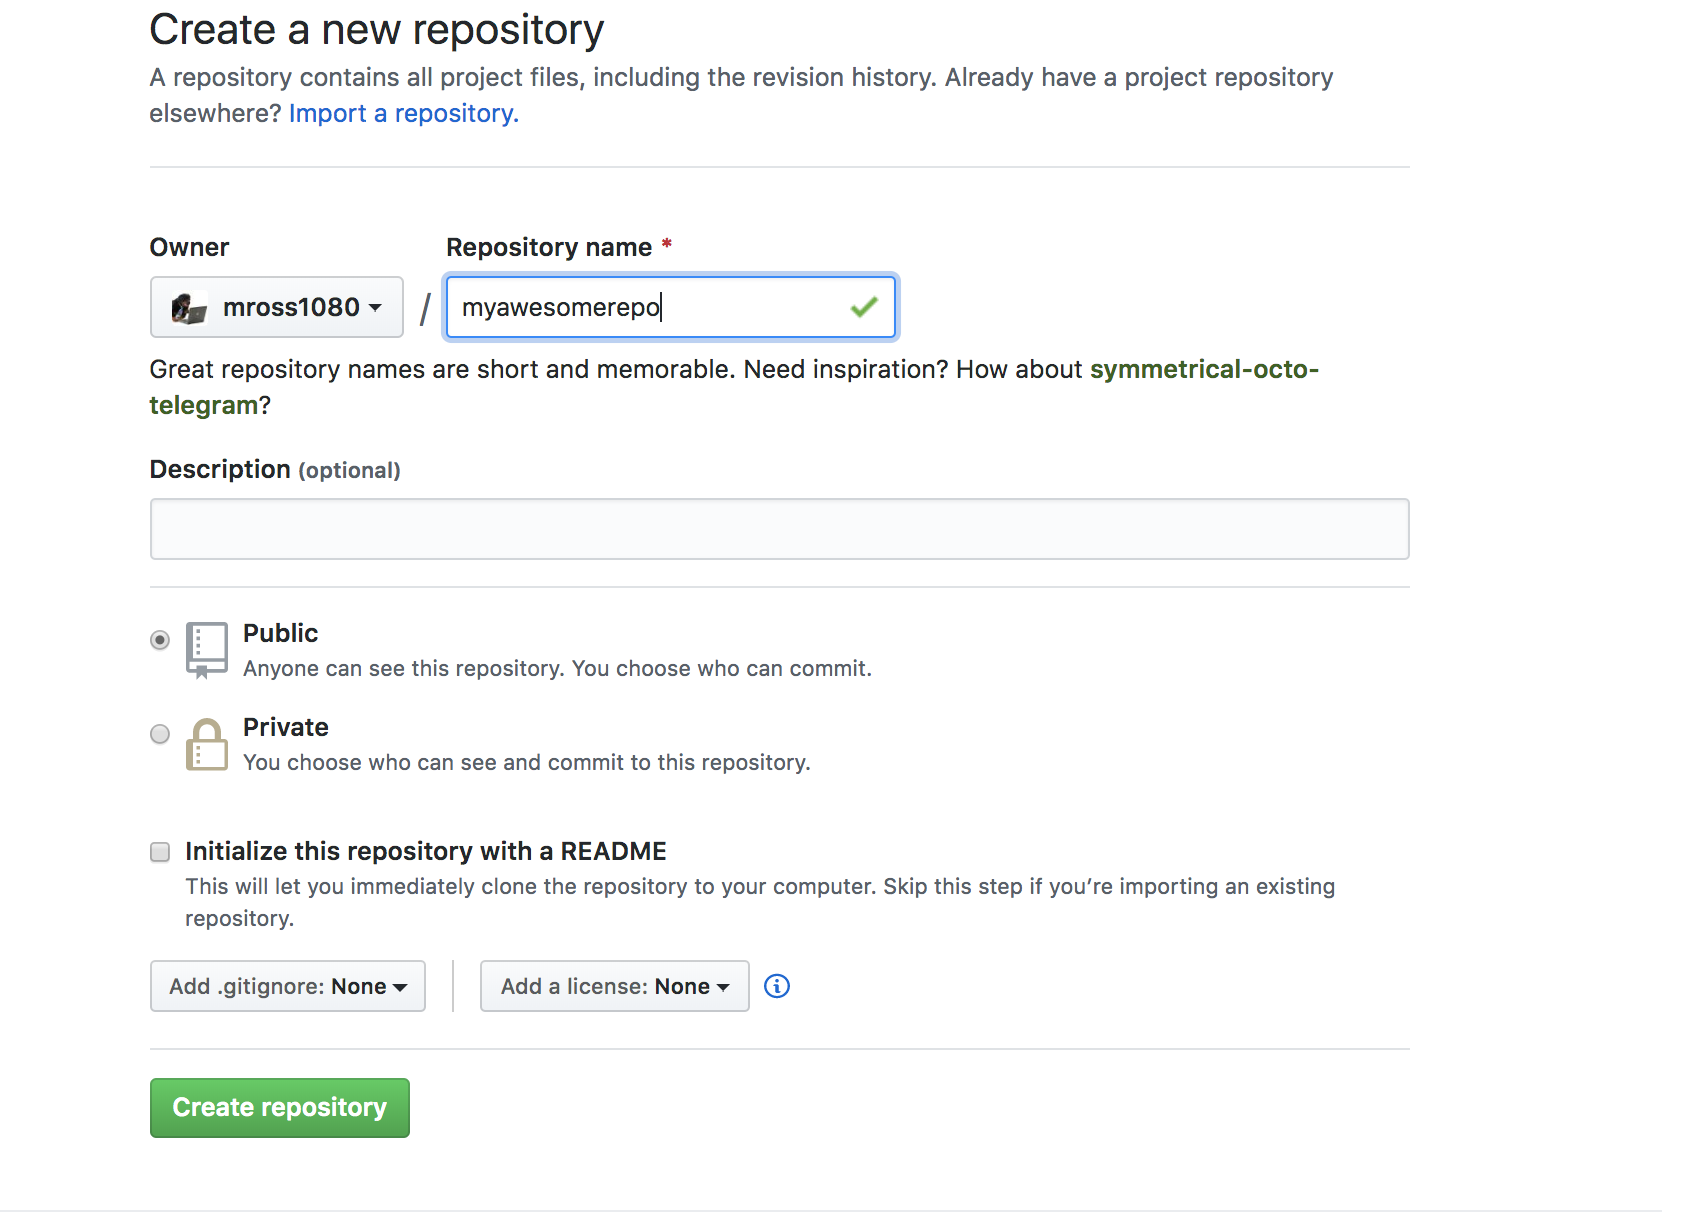 Create a new repository
A repository contains all project files, including the revision history. Already have a project repository
elsewhere? Import a repository.
Owner
Repository name *
mross1080
/
myawesomerepo
Great repository names are short and memorable. Need inspiration? How about symmetrical-octo-
telegram?
Description (optional)
Public
Anyone can see this repository. You choose who can commit.
Private
You choose who can see and commit to this repository.
Initialize this repository with a README
This will let you immediately clone the repository to your computer. Skip this step if you’re importing an existing
repository.
Add .gitignore: None
Add a license: None
Create repository